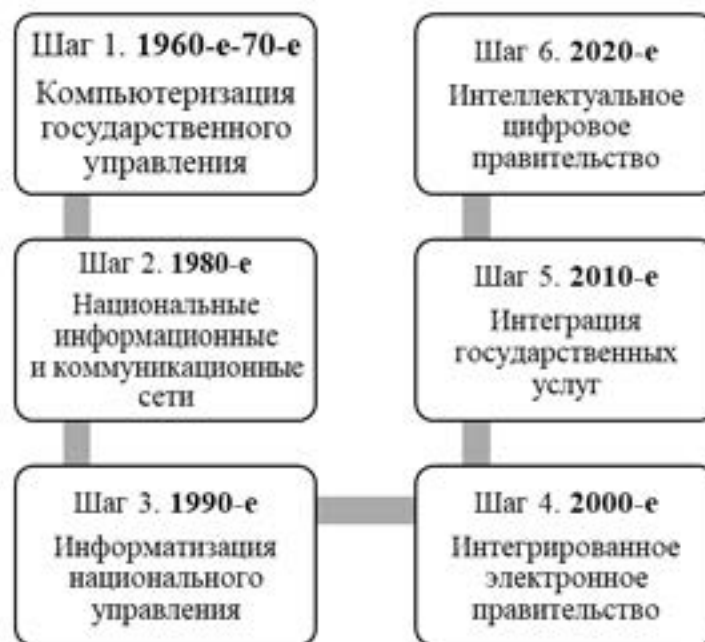 Шаг 1. 1960-е-70-е
Компьютеризация
государственного
управления
Шаг 2. 1980-е
Национальные
информационные
и коммуникационные
сети
Шаг 3. 1990-е
Информатизация
национального
управления
Шаг 4. 2000-е
Интегрированное
электронное
правительство
Шаг 5. 2010-е
Интеграция
государственных
услуг
Шаг 6. 2020-е
Интеллектуальное
цифровое
правительство